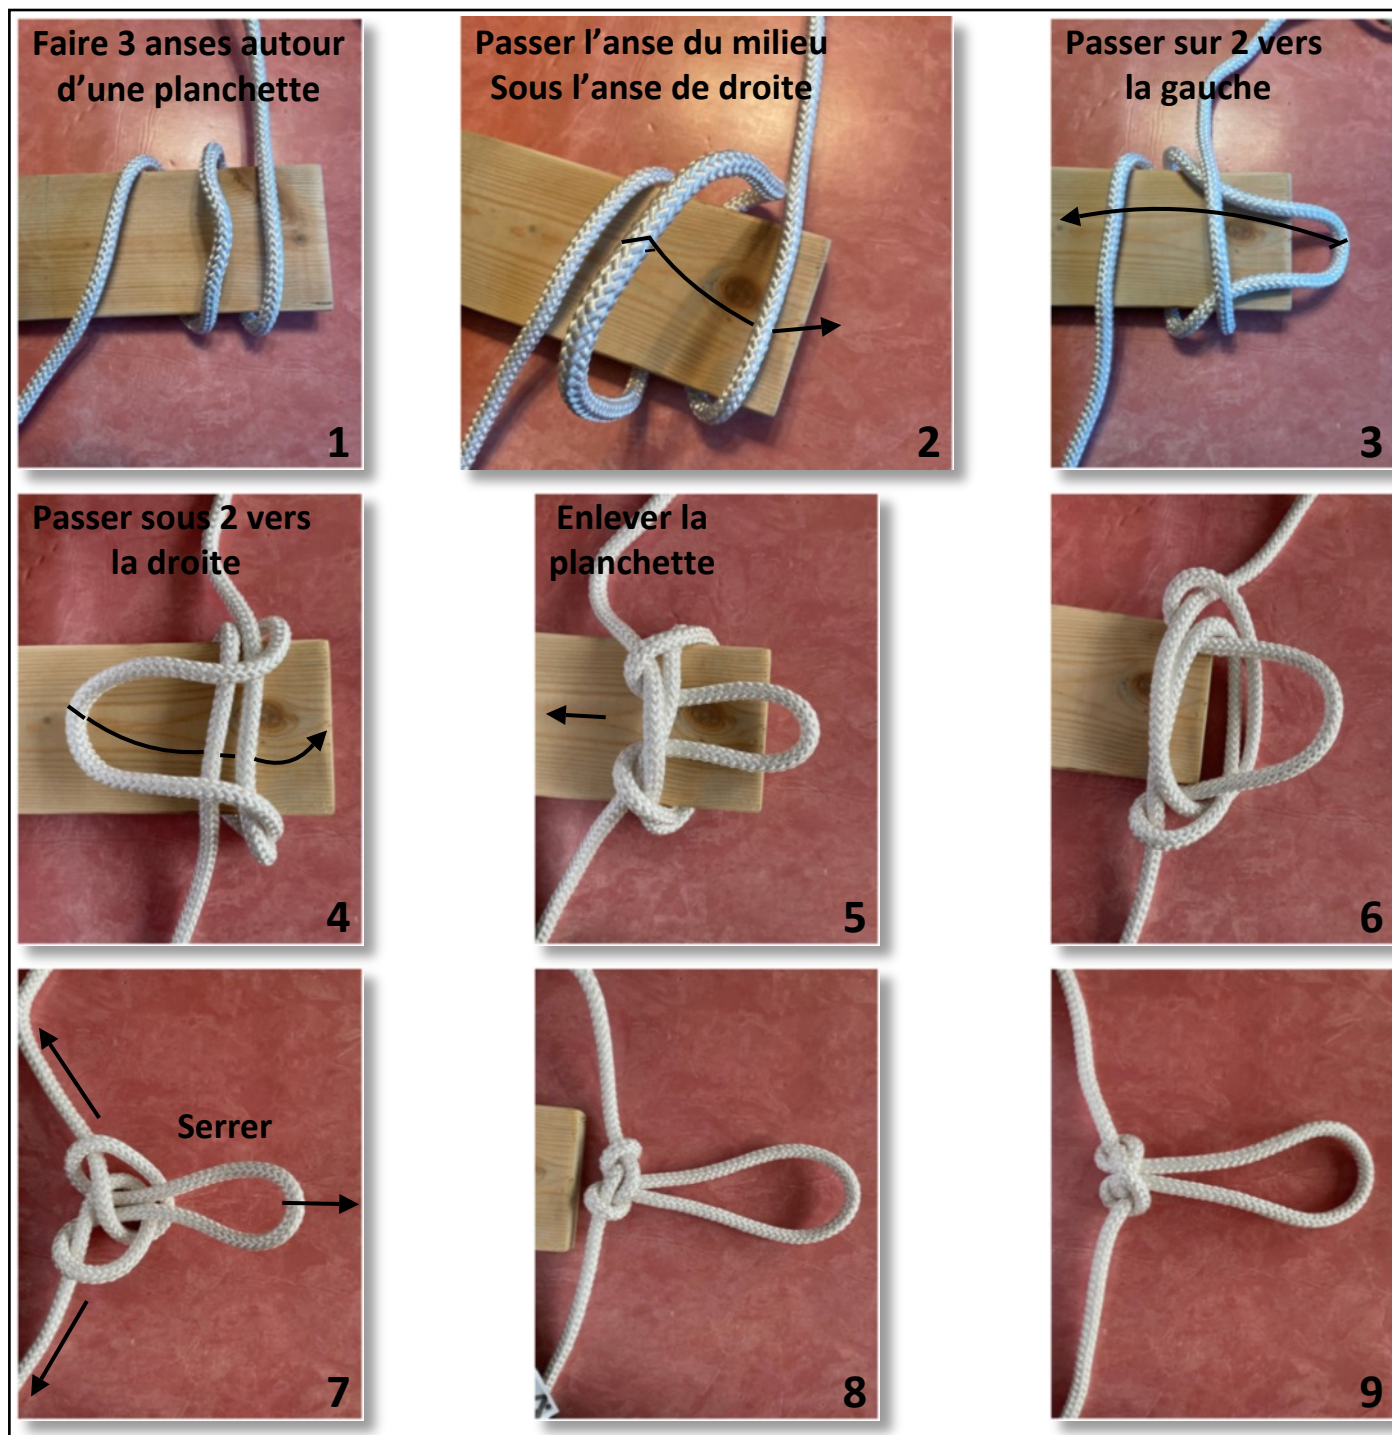 Faire 3 anses autour
d’une planchette
1
Passer l’anse du milieu
Sous l’anse de droite
2
Passer sur 2 vers
la gauche
3
Passer sous 2 vers
la droite
4
Enlever la
planchette
5
6
Serrer
7
8
9